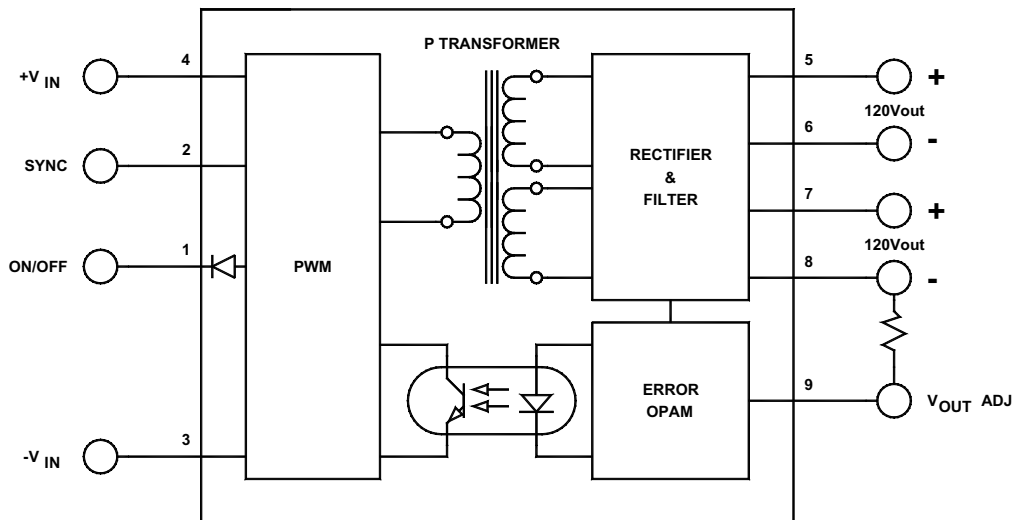 P TRANSFORMER
4
+V IN
2
SYNC
1
ON/OFF
3
-V IN
PWM
RECTIFIER
&
FILTER
ERROR
OPAM
5
+
120Vout
6
-
7
+
120Vout
8
-
9
VOUT ADJ